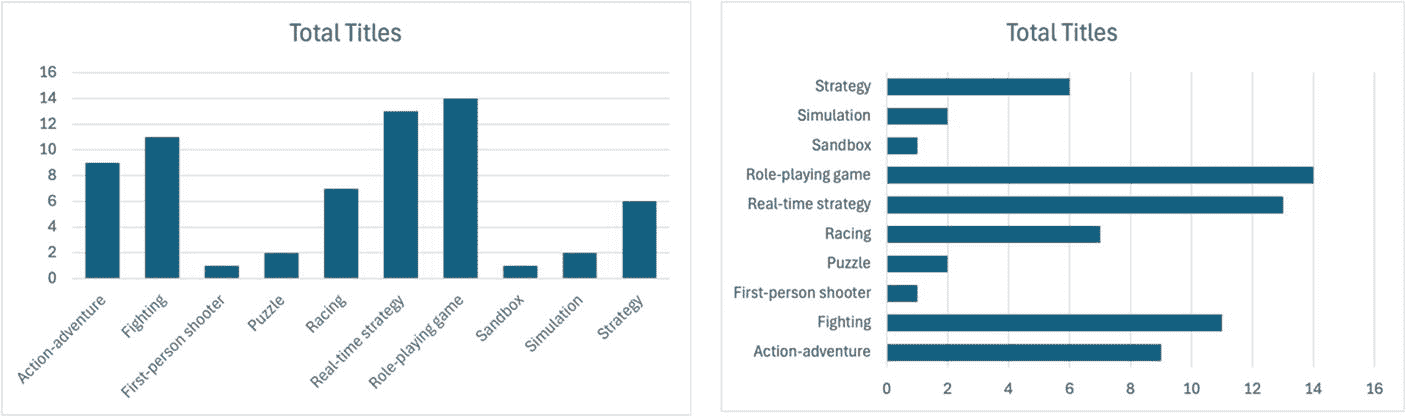 Total Titles
16
14
12
10
8
6
4
2
0
Action-adventure
Fighting
First-person shooter
Puzzle
Racing
Real-time strategy
Role-playing game
Sandbox
Simulation
Strategy
Total Titles
Strategy
Simulation
Sandbox
Role-playing game
Real-time strategy
Racing
Puzzle
First-person shooter
Fighting
Action-adventure
0 2 4 6 8 10 12 14 16